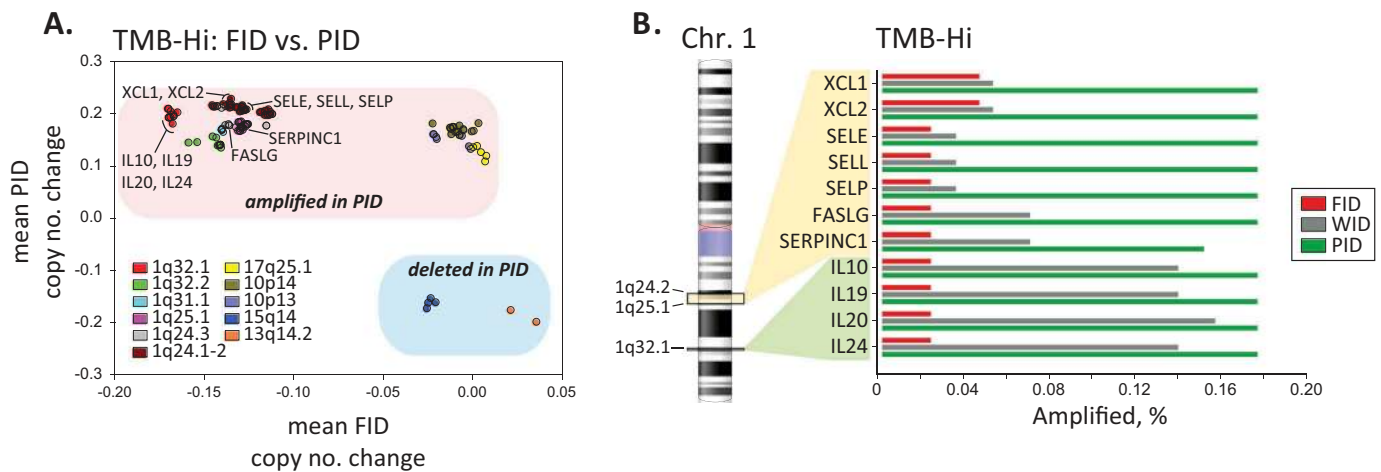 A.
TMB-Hi: FID vs. PID
mean PID
copy no. change
0.3
0.2
0.1
0.0
-0.1
-0.2
-0.3
XCL1, XCL2
SELE, SELL, SELP
SERPINC1
FASLG
IL10, IL19
IL20, IL24
amplified in PID
deleted in PID
1q32.1
1q32.2
1q31.1
1q25.1
1q24.3
1q24.1-2
17q25.1
10p14
10p13
15q14
13q14.2
-0.20
-0.15
-0.10
-0.05
0.00
0.05
mean FID
copy no. change
B.
Chr. 1
TMB-Hi
1q24.2
1q25.1
1q32.1
XCL1
XCL2
SELE
SELL
SELP
FASLG
SERPINC1
IL10
IL19
IL20
IL24
0
0.04
0.08
0.12
0.16
0.20
Amplified, %
FID
WID
PID